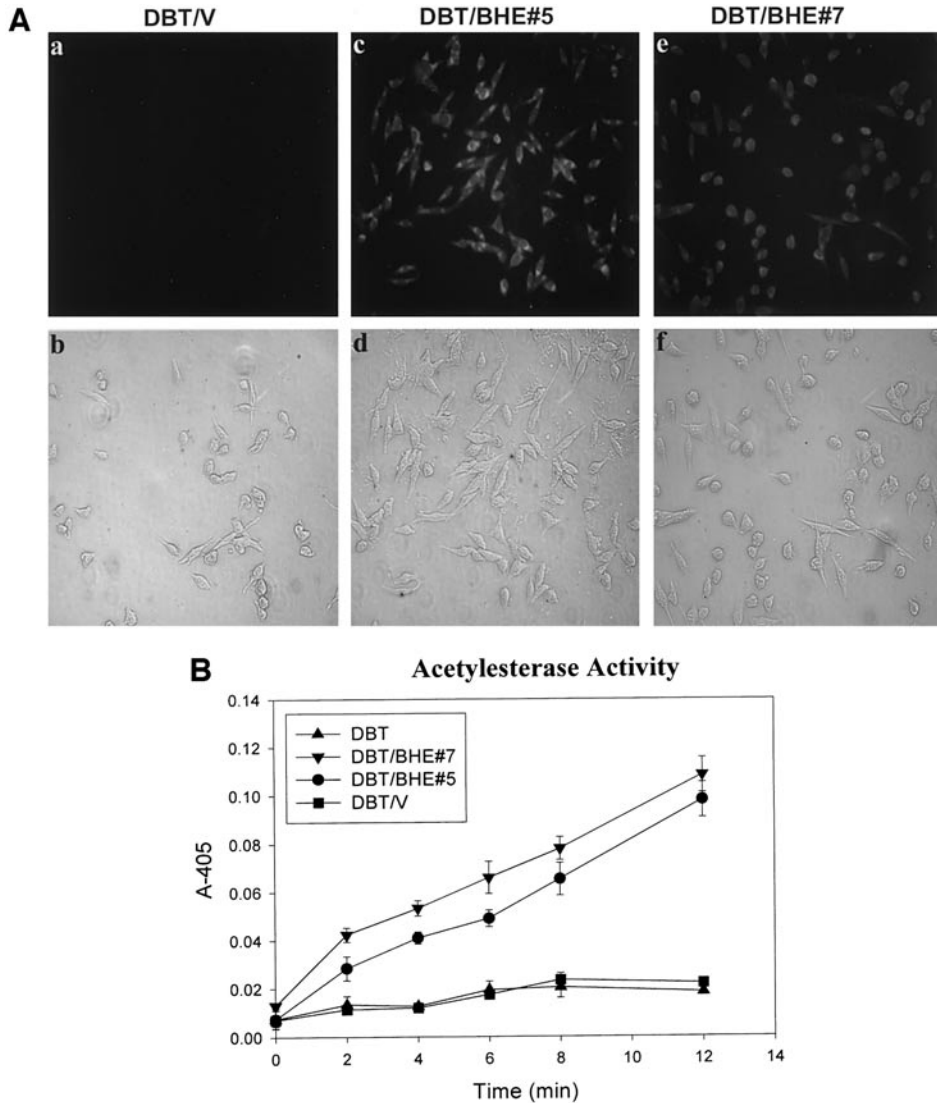 A
DBT/V DBT/BHE#5 DBT/BHE#7
a c e
b d f
B Acetylesterase Activity
0.14
0.12
0.10
0.08
0.06
0.04
0.02
0.00
A-405
DBT
DBT/BHE#7
DBT/BHE#5
DBT/V
0 2 4 6 8 10 12 14
Time (min)